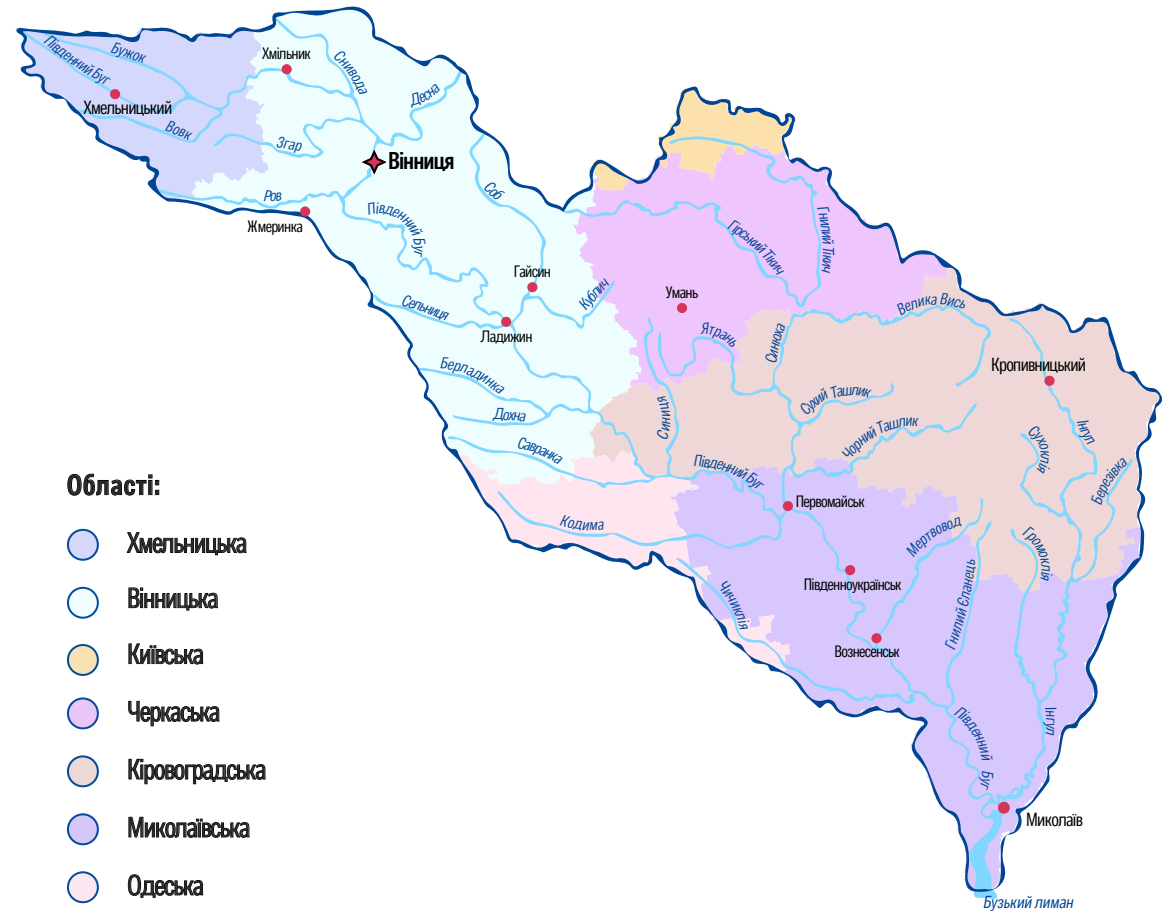 Бужок
Південний Буг
Хмельницький
Вовк
Хмільник
Снивода
Десна
Згар
Вінниця
Ров
Жмеринка
Південний Буг
Соб
Гайсин
Кублич
Сельниця
Ладижин
Берладинка
Дохна
Савранка
Гірський Тікич
Гнилий Тікич
Умань
Ятрань
Синюха
Велика Вись
Кропивницький
Синиця
Сухий Ташлик
Чорний Ташлик
Інгул
Сухоклія
Березівка
Південний Буг
Первомайськ
Кодима
Мертвовод
Громоклія
Південноукраїнськ
Чичиклія
Гнилий Єланець
Вознесенськ
Південний Буг
Інгул
Миколаїв
Бузький лиман
Області:
Хмельницька
Вінницька
Київська
Черкаська
Кіровоградська
Миколаївська
Одеська